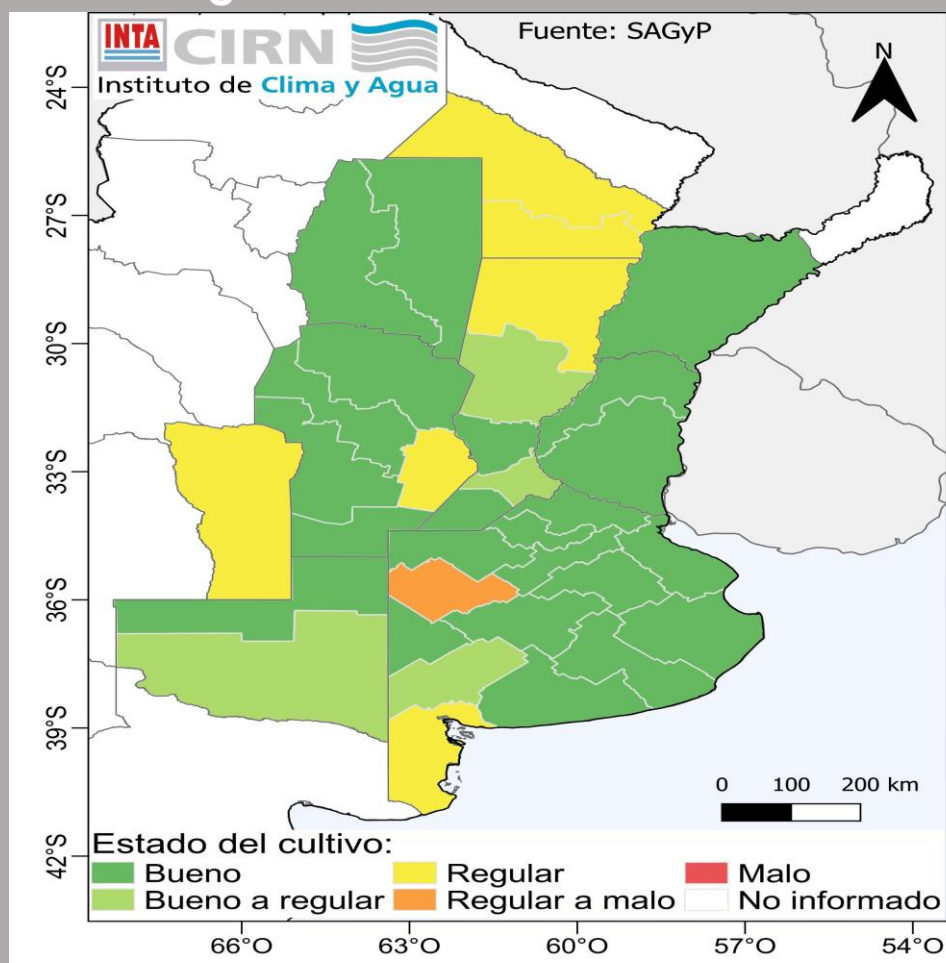 INTA CIRN
Instituto de Clima y Agua
Fuente: SAGyP
N
24°S
27°S
30°S
33°S
36°S
39°S
42°S
0 100 200 km
Estado del cultivo:
Bueno Regular Malo
Bueno a regular Regular a malo No informado
66°O 63°O 60°O 57°O 54°O